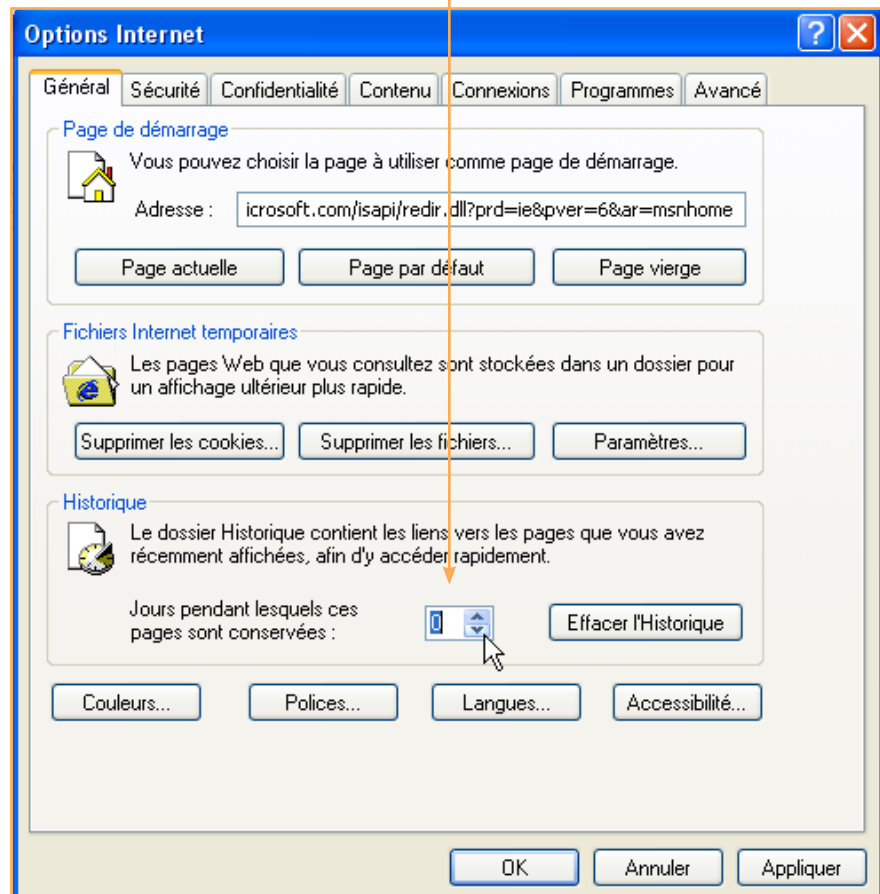 Options Internet
Général Sécurité Confidentialité Contenu Connexions Programmes Avancé
Page de démarrage
Vous pouvez choisir la page à utiliser comme page de démarrage.
Adresse : icrosoft.com/isapi/redir.dll?prd=ie&pver=6&ar=msnhome
Page actuelle Page par défaut Page vierge
Fichiers Internet temporaires
Les pages Web que vous consultez sont stockées dans un dossier pour
un affichage ultérieur plus rapide.
Supprimer les cookies... Supprimer les fichiers... Paramètres...
Historique
Le dossier Historique contient les liens vers les pages que vous avez
récemment affichées, afin d'y accéder rapidement.
Jours pendant lesquels ces
pages sont conservées :
0 Effacer l'Historique
Couleurs... Polices... Langues... Accessibilité...
OK Annuler Appliquer